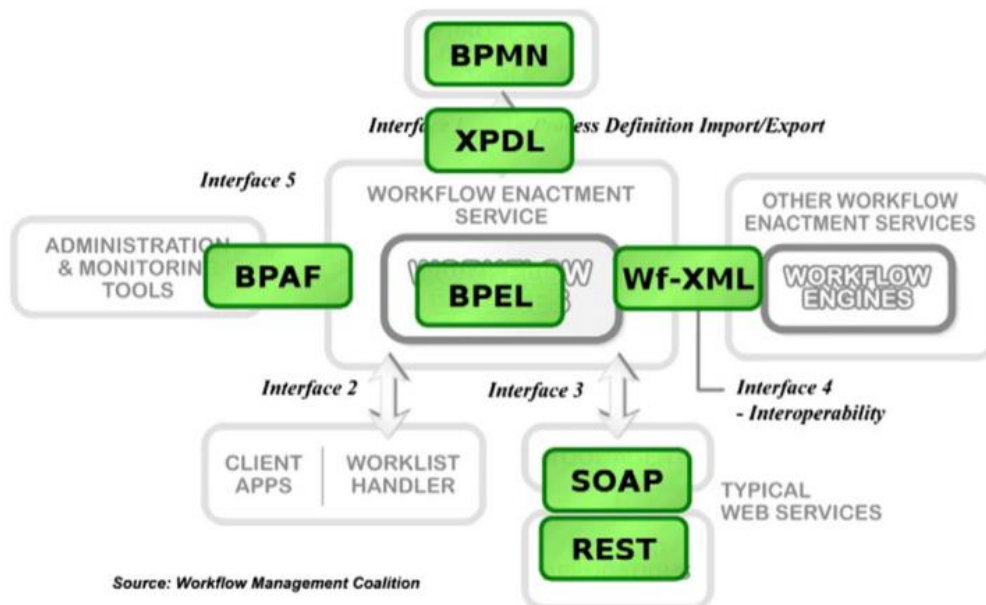 BPMN
Interface
Process Definition Import/Export
XPDL
Interface 5
WORKFLOW ENACTMENT
SERVICE
OTHER WORKFLOW
ENACTMENT SERVICES
ADMINISTRATION
& MONITORING
TOOLS
BPAF
BPEL
Wf-XML
WORKFLOW
ENGINES
Interface 2
Interface 3
Interface 4
- Interoperability
CLIENT
APPS
WORKLIST
HANDLER
SOAP
REST
TYPICAL
WEB SERVICES
Source: Workflow Management Coalition